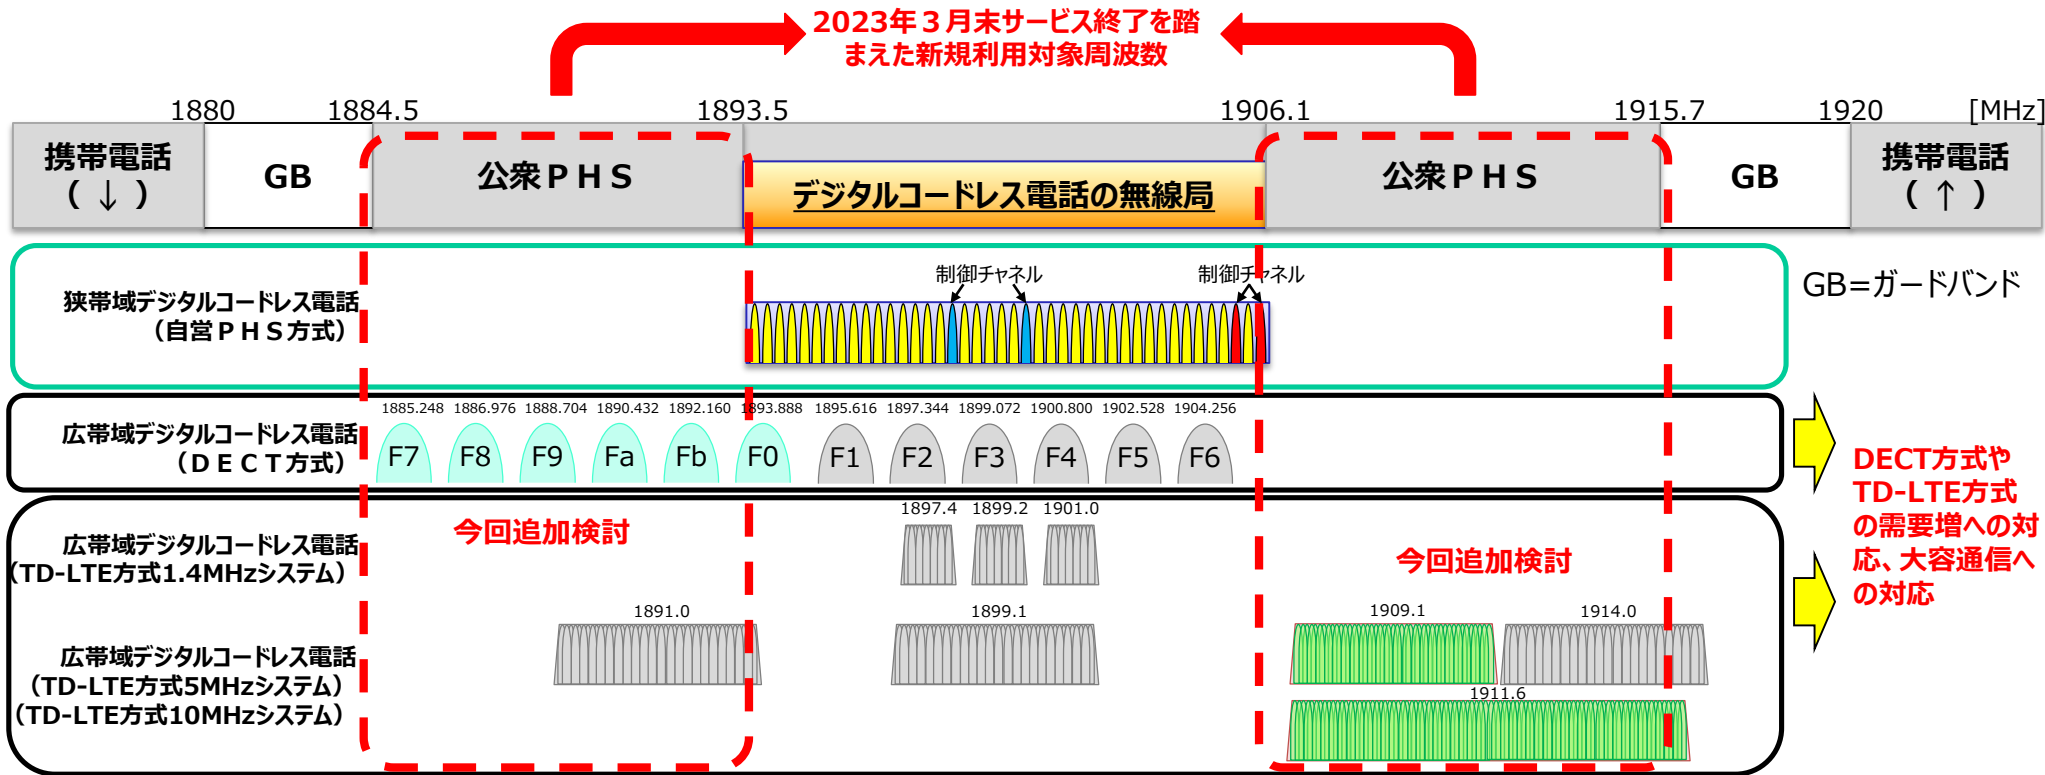 2023年３月末サービス終了を踏
まえた新規利用対象周波数
1880 1884.5 1893.5 1906.1 1915.7 1920 [MHz]
携帯電話
（ ↓ ）
GB
公衆ＰＨＳ
デジタルコードレス電話の無線局
公衆ＰＨＳ
GB
携帯電話
（ ↑ ）
GB=ガードバンド
狭帯域デジタルコードレス電話
（自営ＰＨＳ方式）
制御チャネル 制御チャネル
広帯域デジタルコードレス電話
（ＤＥＣＴ方式）
1885.248 1886.976 1888.704 1890.432 1892.160 1893.888 1895.616 1897.344 1899.072 1900.800 1902.528 1904.256
F7 F8 F9 Fa Fb F0 F1 F2 F3 F4 F5 F6
DECT方式や
TD-LTE方式
の需要増への対
応、大容通信へ
の対応
広帯域デジタルコードレス電話
（TD-LTE方式1.4MHzシステム）
今回追加検討
1897.4 1899.2 1901.0
今回追加検討
広帯域デジタルコードレス電話
（TD-LTE方式5MHzシステム）
（TD-LTE方式10MHzシステム）
1891.0 1899.1 1909.1 1914.0
1911.6